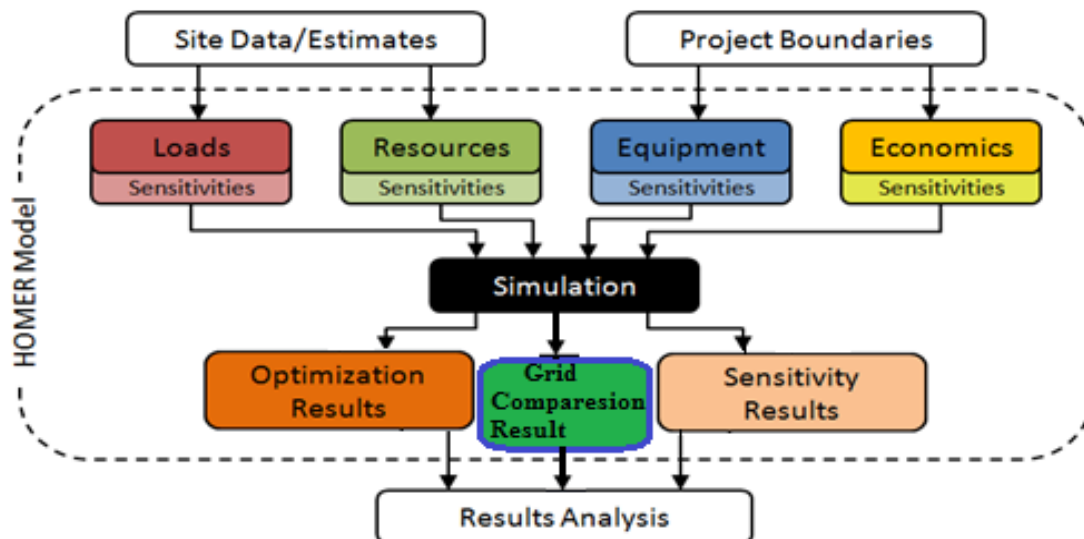 Site Data/Estimates
Project Boundaries
HOMER Model
Loads
Sensitivities
Resources
Sensitivities
Equipment
Sensitivities
Economics
Sensitivities
Simulation
Optimization
Results
Grid
Comparesion
Result
Sensitivity
Results
Results Analysis